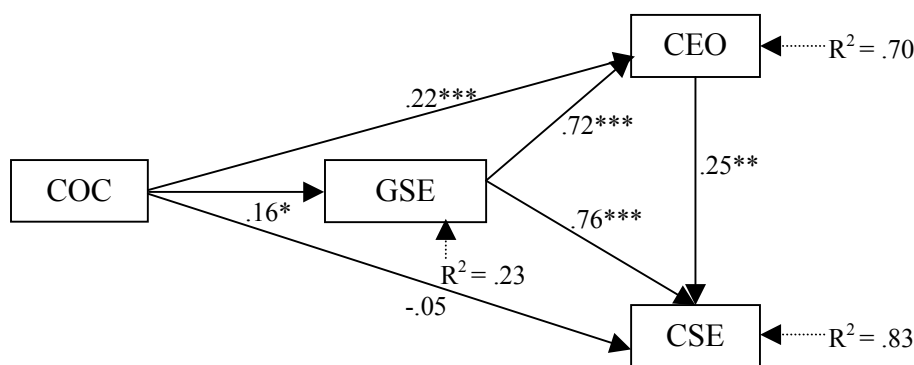 CEO
R² = .70
.22***
.72***
COC
GSE
.25**
.16*
.76***
R² = .23
-.05
CSE
R² = .83